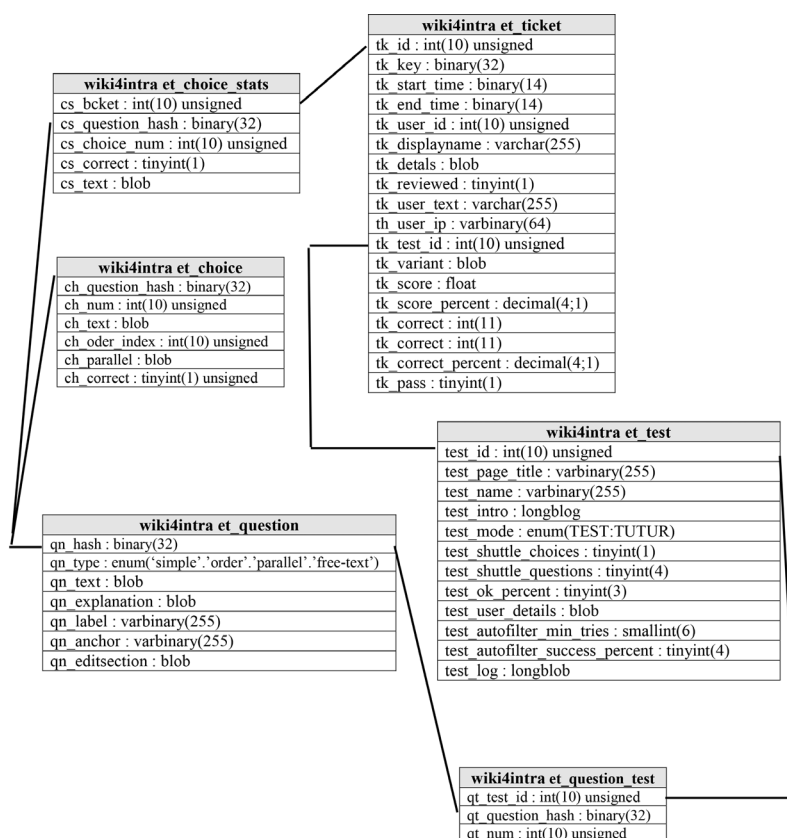 wiki4intra et_ticket
tk_id : int(10) unsigned
tk_key : binary(32)
tk_start_time : binary(14)
tk_end_time : binary(14)
tk_user_id : int(10) unsigned
tk_displayname : varchar(255)
tk_detals : blob
tk_reviewed : tinyint(1)
tk_user_text : varchar(255)
th_user_ip : varbinary(64)
tk_test_id : int(10) unsigned
tk_variant : blob
tk_score : float
tk_score_percent : decimal(4;1)
tk_correct : int(11)
tk_correct : int(11)
tk_correct_percent : decimal(4;1)
tk_pass : tinyint(1)
wiki4intra et_choice_stats
cs_bcket : int(10) unsigned
cs_question_hash : binary(32)
cs_choice_num : int(10) unsigned
cs_correct : tinyint(1)
cs_text : blob
wiki4intra et_choice
ch_question_hash : binary(32)
ch_num : int(10) unsigned
ch_text : blob
ch_oder_index : int(10) unsigned
ch_parallel : blob
ch_correct : tinyint(1) unsigned
wiki4intra et_test
test_id : int(10) unsigned
test_page_title : varbinary(255)
test_name : varbinary(255)
test_intro : longblog
test_mode : enum(TEST:TUTUR)
test_shuttle_choices : tinyint(1)
test_shuttle_questions : tinyint(4)
test_ok_percent : tinyint(3)
test_user_details : blob
test_autofilter_min_tries : smallint(6)
test_autofilter_success_percent : tinyint(4)
test_log : longblob
wiki4intra et_question
qn_hash : binary(32)
qn_type : enum(‘simple’.’order’.’parallel’.’free-text’)
qn_text : blob
qn_explanation : blob
qn_label : varbinary(255)
qn_anchor : varbinary(255)
qn_editsection : blob
wiki4intra et_question_test
qt_test_id : int(10) unsigned
qt_question_hash : binary(32)
qt_num : int(10) unsigned